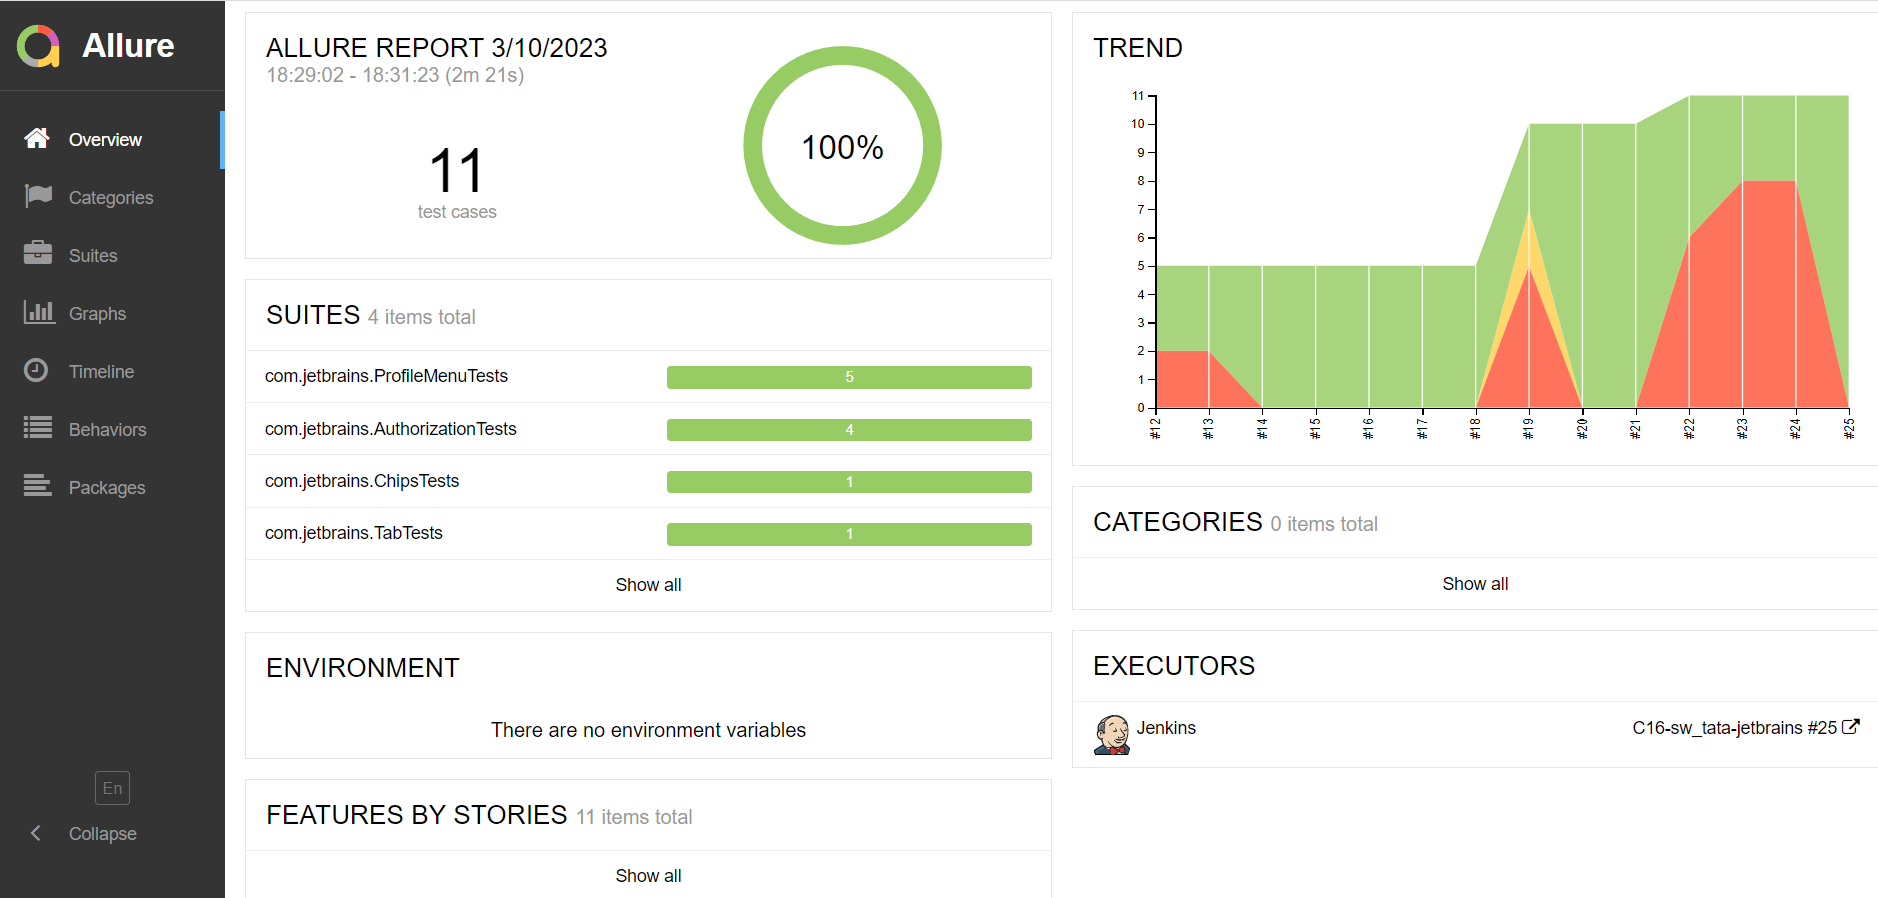 Allure
Overview
Categories
Suites
Graphs
Timeline
Behaviors
Packages
En
Collapse
ALLURE REPORT 3/10/2023
18:29:02 - 18:31:23 (2m 21s)
11
test cases
100%
SUITES 4 items total
com.jetbrains.ProfileMenuTests 5
com.jetbrains.AuthorizationTests 4
com.jetbrains.ChipsTests 1
com.jetbrains.TabTests 1
Show all
ENVIRONMENT
There are no environment variables
FEATURES BY STORIES 11 items total
Show all
TREND
11
10
9
8
7
6
5
4
3
2
1
0
#12 #13 #14 #15 #16 #17 #18 #19 #20 #21 #22 #23 #24 #25
CATEGORIES 0 items total
Show all
EXECUTORS
Jenkins C16-sw_tata-jetbrains #25